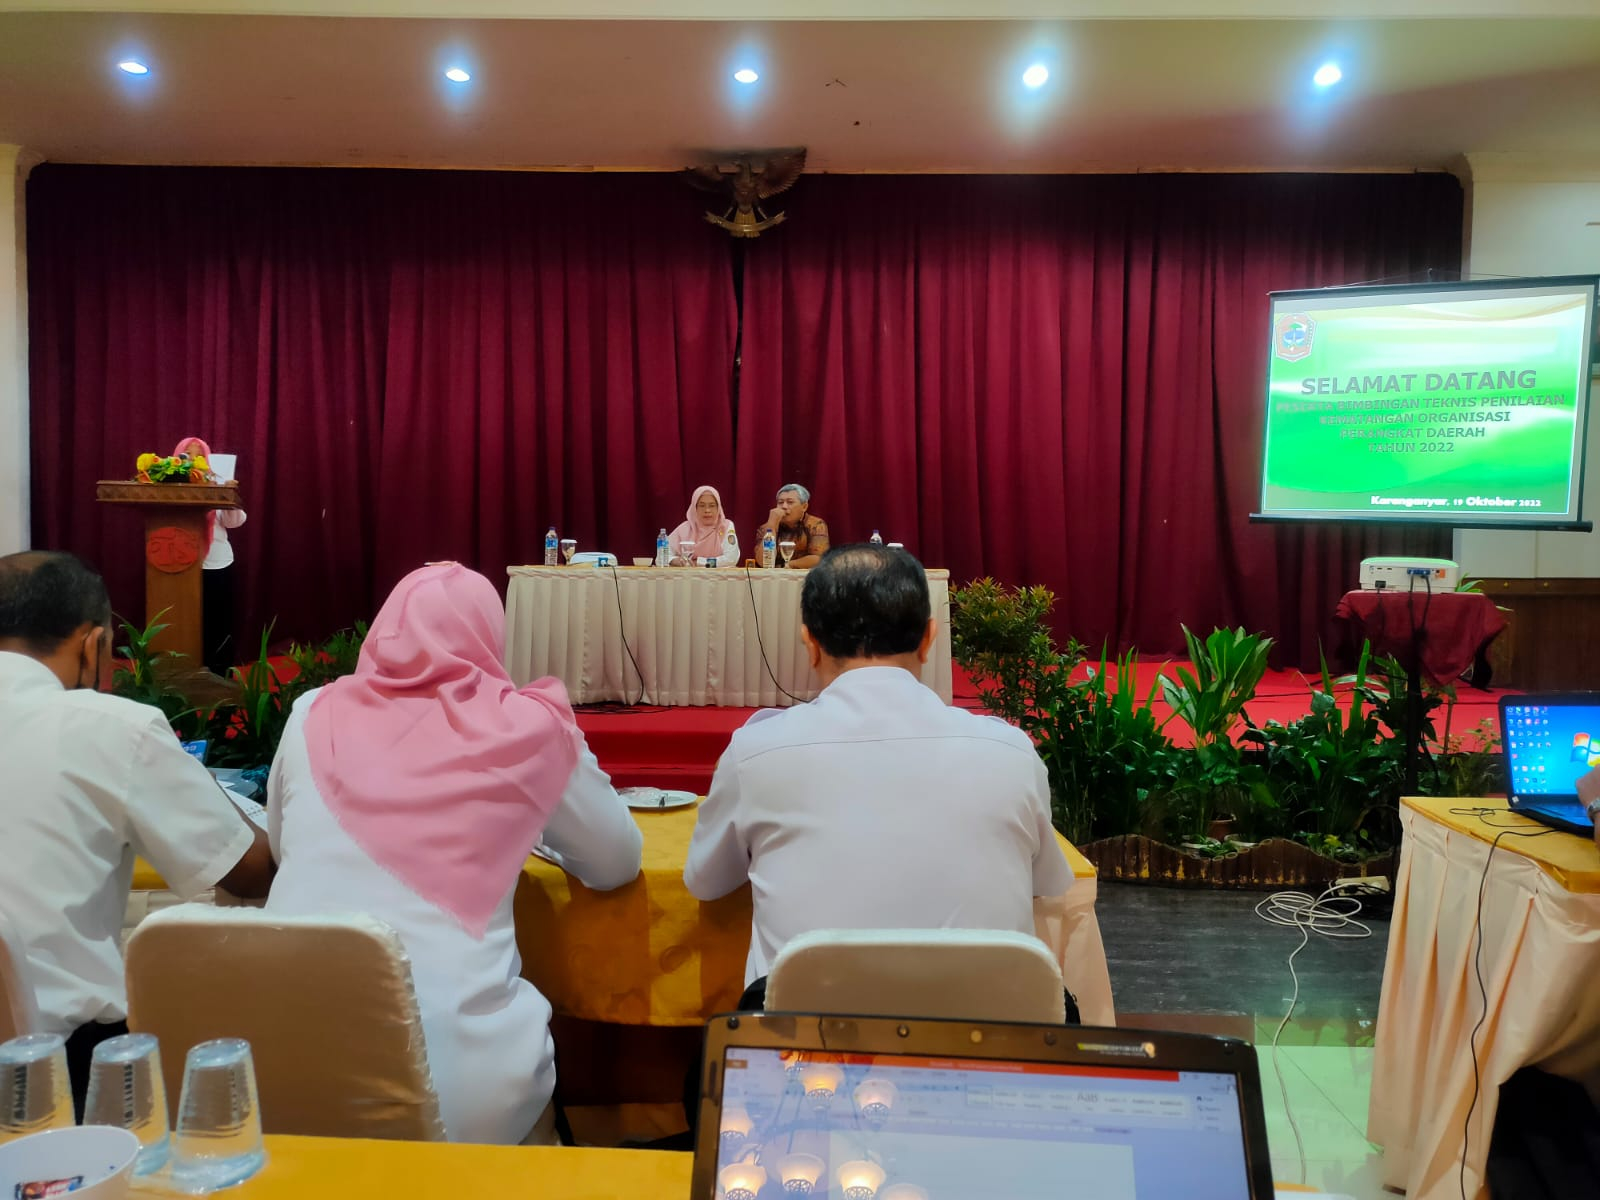 SELAMAT DATANG
PESERTA BIMBINGAN TEKNIS PENILAIAN
KEMATANGAN ORGANISASI
PERANGKAT DAERAH
TAHUN 2022
Karanganyar, 19 Oktober 2022